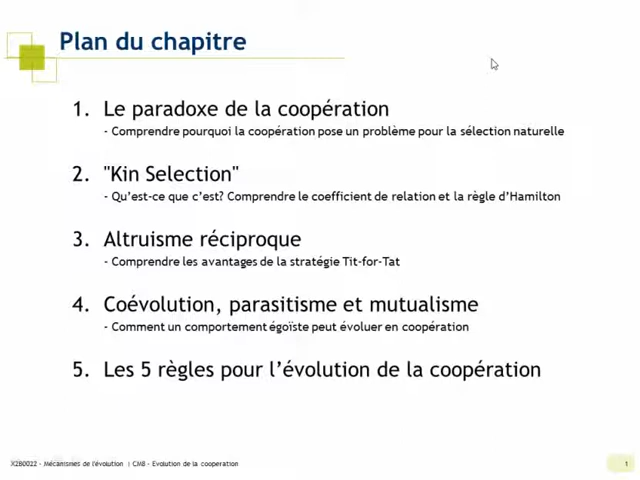 Plan du chapitre
1. Le paradoxe de la coopération
- Comprendre pourquoi la coopération pose un problème pour la sélection naturelle
2. "Kin Selection"
- Qu'est-ce que c'est? Comprendre le coefficient de relation et la règle d'Hamilton
3. Altruisme réciproque
- Comprendre les avantages de la stratégie Tit-for-Tat
4. Coévolution, parasitisme et mutualisme
- Comment un comportement égoïste peut évoluer en coopération
5. Les 5 règles pour l'évolution de la coopération
X2B0022 - Mécanismes de l'évolution | CM8 - Evolution de la cooperation
1